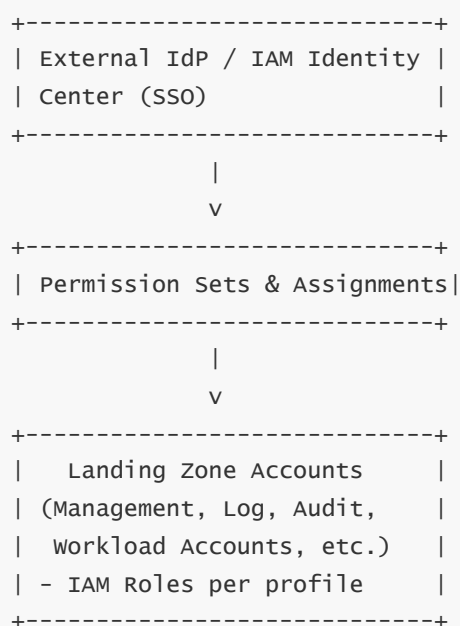 +-----------------------------+
| External IdP / IAM Identity |
| Center (SSO)                |
+-----------------------------+
              |
              v
+-----------------------------+
| Permission Sets & Assignments|
+-----------------------------+
              |
              v
+-----------------------------+
|   Landing Zone Accounts     |
| (Management, Log, Audit,    |
|  Workload Accounts, etc.)   |
| - IAM Roles per profile     |
+-----------------------------+